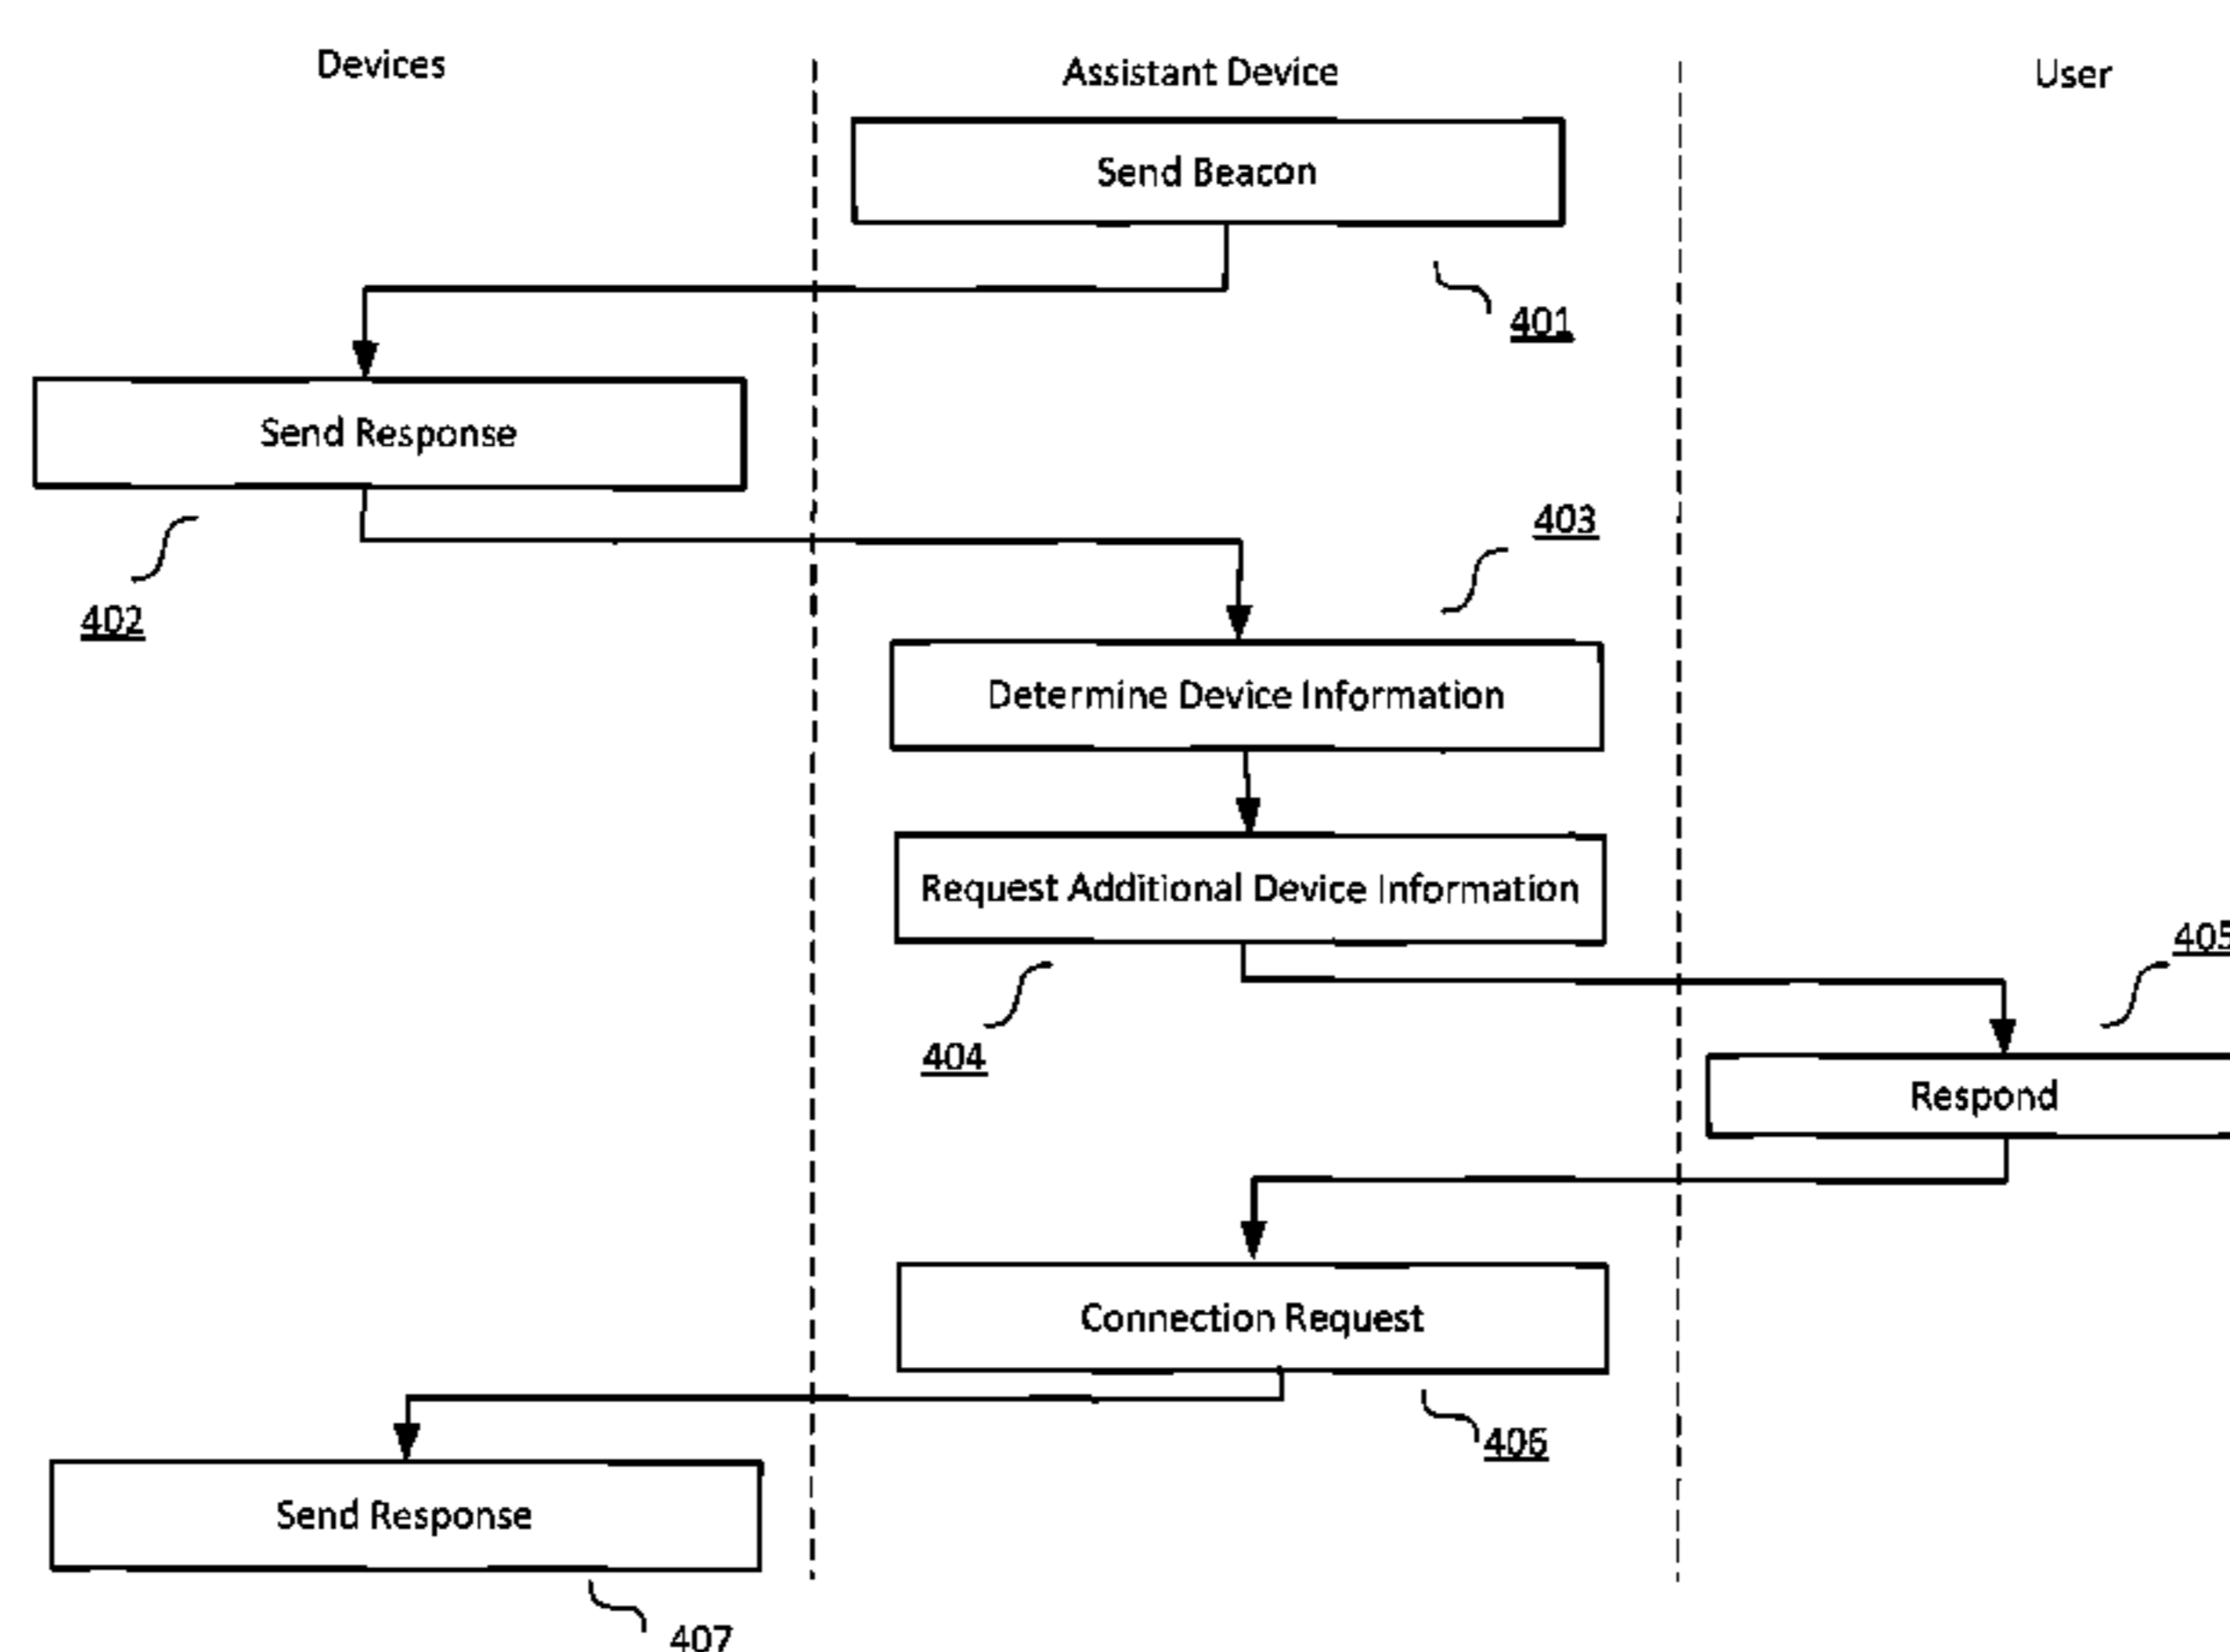 Devices
Assistant Device
User
Send Beacon
401
Send Response
402
403
Determine Device Information
Request Additional Device Information
404
405
Respond
Connection Request
406
Send Response
407